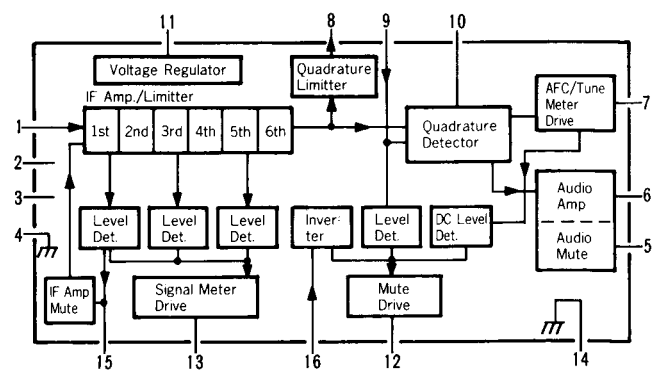 11
8
9
10
Voltage Regulator
Quadrature
Limitter
AFC/Tune
Meter
Drive
7
IF Amp./Limitter
1
1st 2nd 3rd 4th 5th 6th
Quadrature
Detector
2
3
4
Level
Det.
Level
Det.
Level
Det.
Inver-
ter
Level
Det.
DC Level
Det.
Audio
Amp
6
Audio
Mute
5
IF Amp
Mute
Signal Meter
Drive
Mute
Drive
15
13
16
12
14